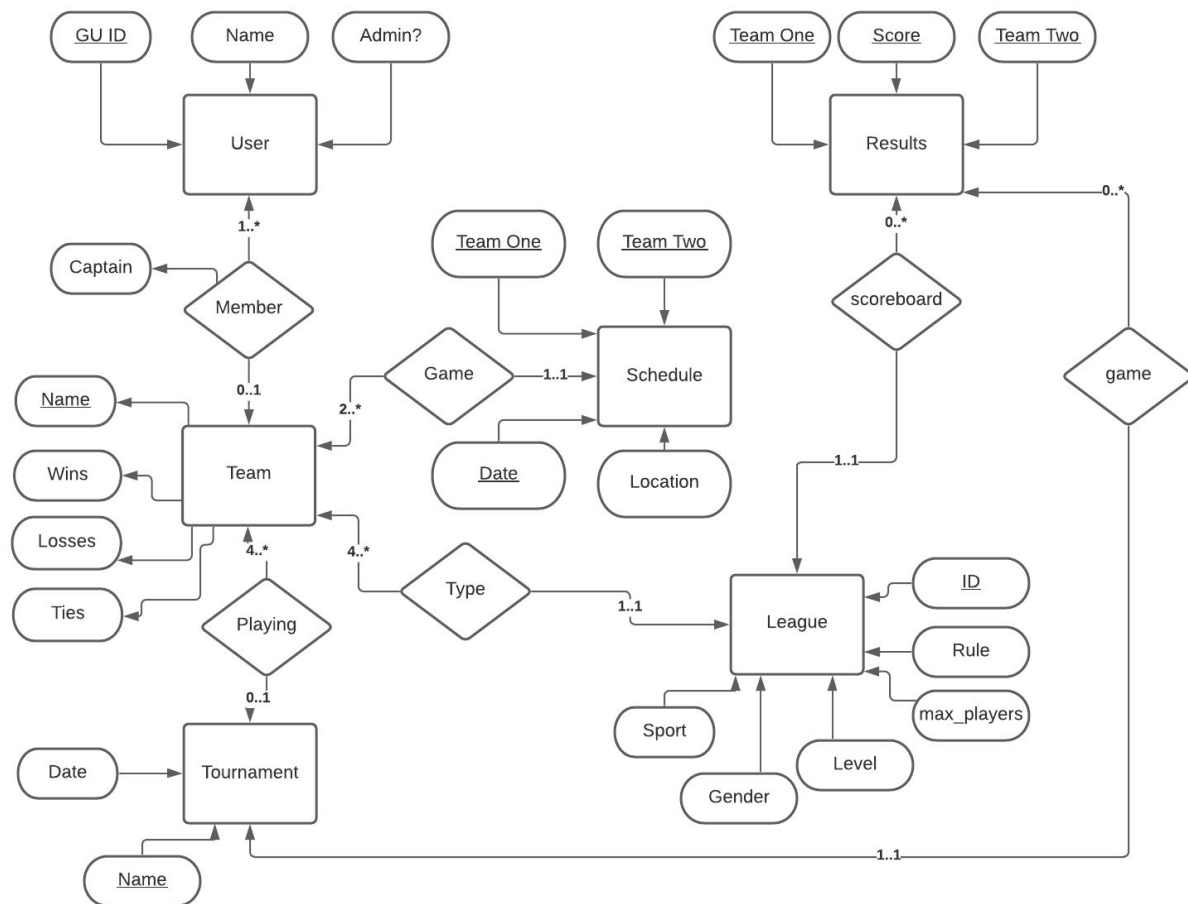 GU ID
Name
Admin?
Team One
Score
Team Two
User
Results
1..*
0..*
0..*
Team One
Team Two
Captain
Member
scoreboard
Game
1..1
Schedule
game
0..1
Name
2..*
1..1
Team
Wins
Date
Location
Losses
4..*
4..*
Type
ID
Ties
Playing
1..1
League
Rule
0..1
max_players
Sport
Date
Tournament
Level
Gender
1..1
Name